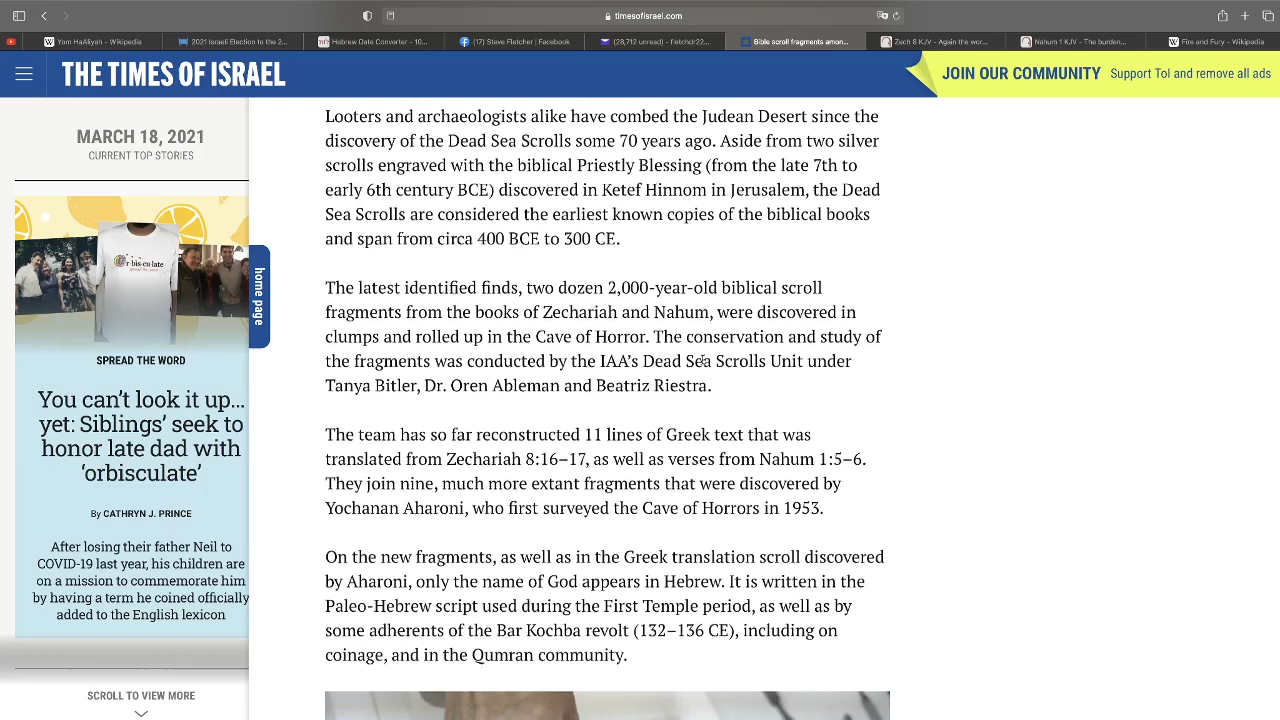 timesofisrael.com
Yom HaAliyah - Wikipedia
2021 Israeli Election to the 2...
Hebrew Date Converter - 10...
(17) Steve Fletcher | Facebook
(28,712 unread) - fletchdr22...
Bible scroll fragments amon...
Zech 8 KJV - Again the wor...
Nahum 1 KJV - The burden...
Fire and Fury - Wikipedia
THE TIMES OF ISRAEL
JOIN OUR COMMUNITY Support ToI and remove all ads
MARCH 18, 2021
CURRENT TOP STORIES
r·bis·cu·late
home page
SPREAD THE WORD
You can't look it up...
yet: Siblings' seek to
honor late dad with
'orbisculate'
By CATHRYN J. PRINCE
After losing their father Neil to
COVID-19 last year, his children are
on a mission to commemorate him
by having a term he coined officially
added to the English lexicon
SCROLL TO VIEW MORE
Looters and archaeologists alike have combed the Judean Desert since the
discovery of the Dead Sea Scrolls some 70 years ago. Aside from two silver
scrolls engraved with the biblical Priestly Blessing (from the late 7th to
early 6th century BCE) discovered in Ketef Hinnom in Jerusalem, the Dead
Sea Scrolls are considered the earliest known copies of the biblical books
and span from circa 400 BCE to 300 CE.
The latest identified finds, two dozen 2,000-year-old biblical scroll
fragments from the books of Zechariah and Nahum, were discovered in
clumps and rolled up in the Cave of Horror. The conservation and study of
the fragments was conducted by the IAA's Dead Sea Scrolls Unit under
Tanya Bitler, Dr. Oren Ableman and Beatriz Riestra.
The team has so far reconstructed 11 lines of Greek text that was
translated from Zechariah 8:16–17, as well as verses from Nahum 1:5–6.
They join nine, much more extant fragments that were discovered by
Yochanan Aharoni, who first surveyed the Cave of Horrors in 1953.
On the new fragments, as well as in the Greek translation scroll discovered
by Aharoni, only the name of God appears in Hebrew. It is written in the
Paleo-Hebrew script used during the First Temple period, as well as by
some adherents of the Bar Kochba revolt (132–136 CE), including on
coinage, and in the Qumran community.